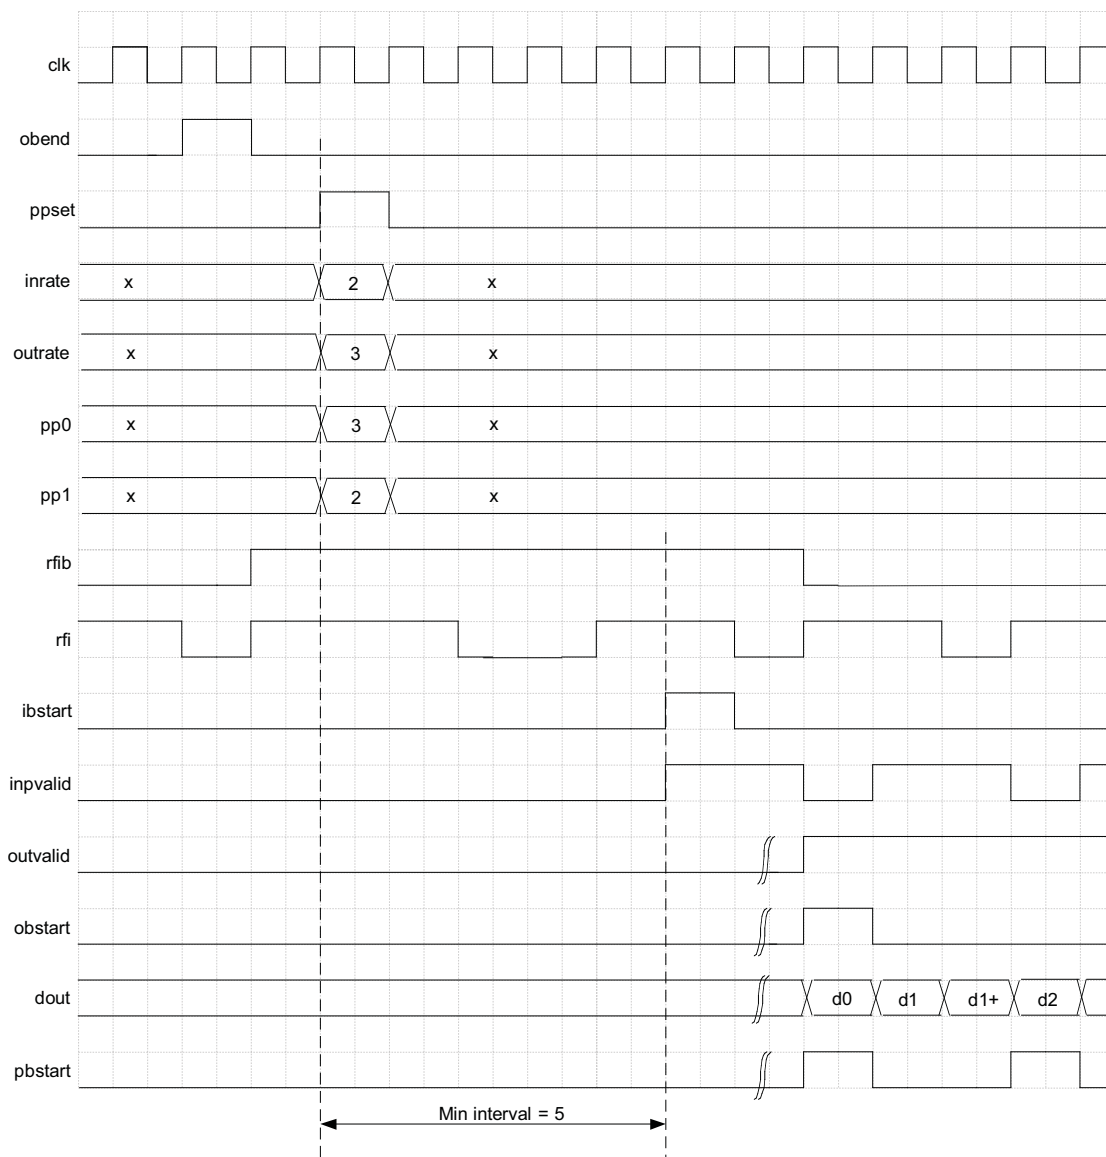 clk
obend
ppset
inrate x 2 x
outrate x 3 x
pp0 x 3 x
pp1 x 2 x
rfib
rfi
ibstart
inpvalid
outvalid
obstart
dout d0 d1 d1+ d2
pbstart
Min interval = 5